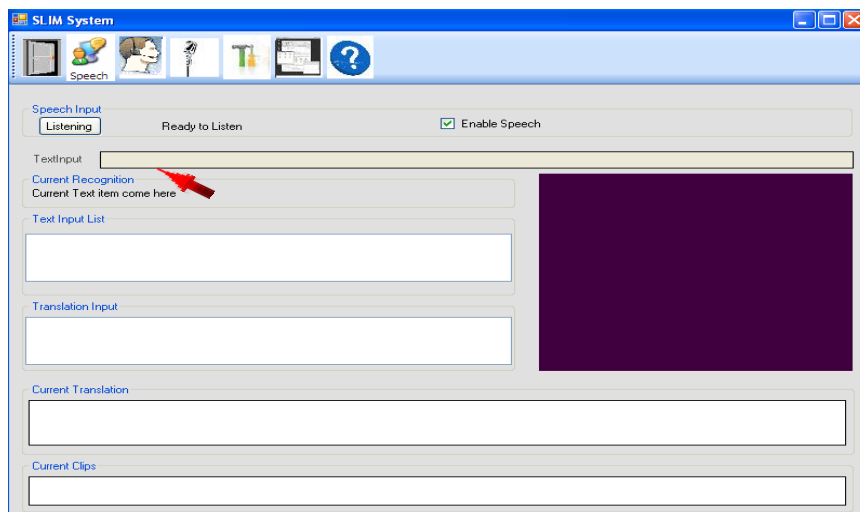 SLIM System
Speech
Speech Input
Listening
Ready to Listen
Enable Speech
TextInput
Current Recognition
Current Text item come here
Text Input List
Translation Input
Current Translation
Current Clips